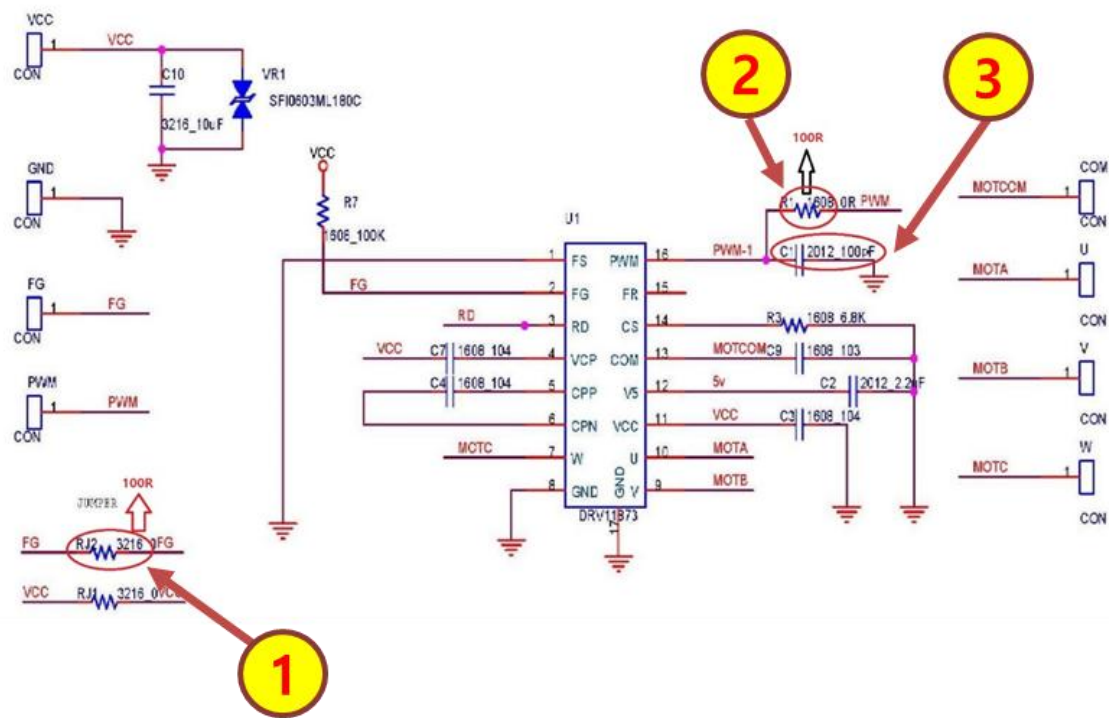 VCC
1
VCC
CON
C10
3216_10uF
VR1
SFI0603ML180C
GND
1
CON
FG
1
FG
CON
PWM
1
PWM
CON
JUMPER
100R
FG
RJ2
3216_0
FG
VCC
RJ1
3216_0
VCC
1
VCC
R7
1608_100K
FG
RD
VCC
C7
1608_104
C4
1608_104
MOTC
U1
1
FS
PWM
16
2
FG
FR
15
3
RD
CS
14
4
VCP
COM
13
5
CPP
V5
12
6
CPN
VCC
11
7
W
U
10
8
GND
GND
V
9
17
DRV11873
2
3
100R
R1
1608_0R
PWM
PWM-1
C1
2012_100pF
R3
1608_6.8K
MOTCOM
C9
1608_103
5v
C2
2012_2.2uF
VCC
C3
1608_104
MOTA
MOTB
COM
MOTCOM
1
CON
U
MOTA
1
CON
V
MOTB
1
CON
W
MOTC
1
CON